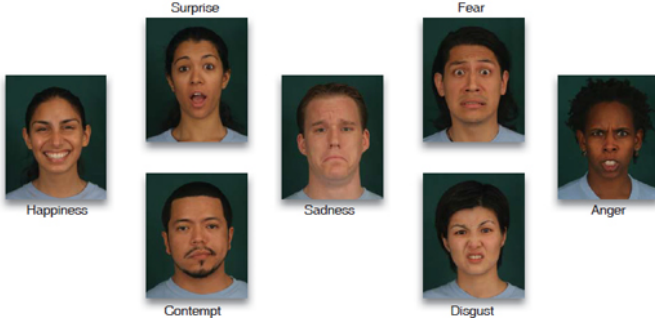 Surprise
Fear
Happiness
Sadness
Anger
Contempt
Disgust